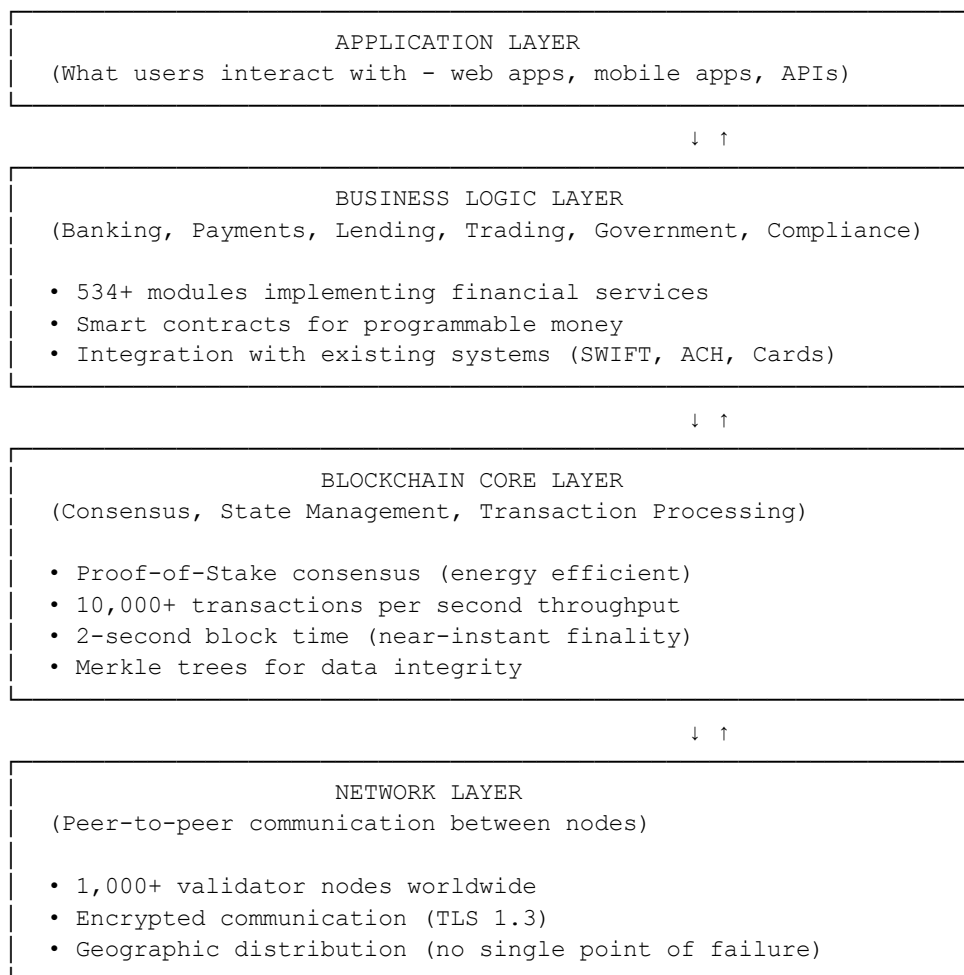 APPLICATION LAYER
(What users interact with - web apps, mobile apps, APIs)
↓ ↑
BUSINESS LOGIC LAYER
(Banking, Payments, Lending, Trading, Government, Compliance)
• 534+ modules implementing financial services
• Smart contracts for programmable money
• Integration with existing systems (SWIFT, ACH, Cards)
↓ ↑
BLOCKCHAIN CORE LAYER
(Consensus, State Management, Transaction Processing)
• Proof-of-Stake consensus (energy efficient)
• 10,000+ transactions per second throughput
• 2-second block time (near-instant finality)
• Merkle trees for data integrity
↓ ↑
NETWORK LAYER
(Peer-to-peer communication between nodes)
• 1,000+ validator nodes worldwide
• Encrypted communication (TLS 1.3)
• Geographic distribution (no single point of failure)